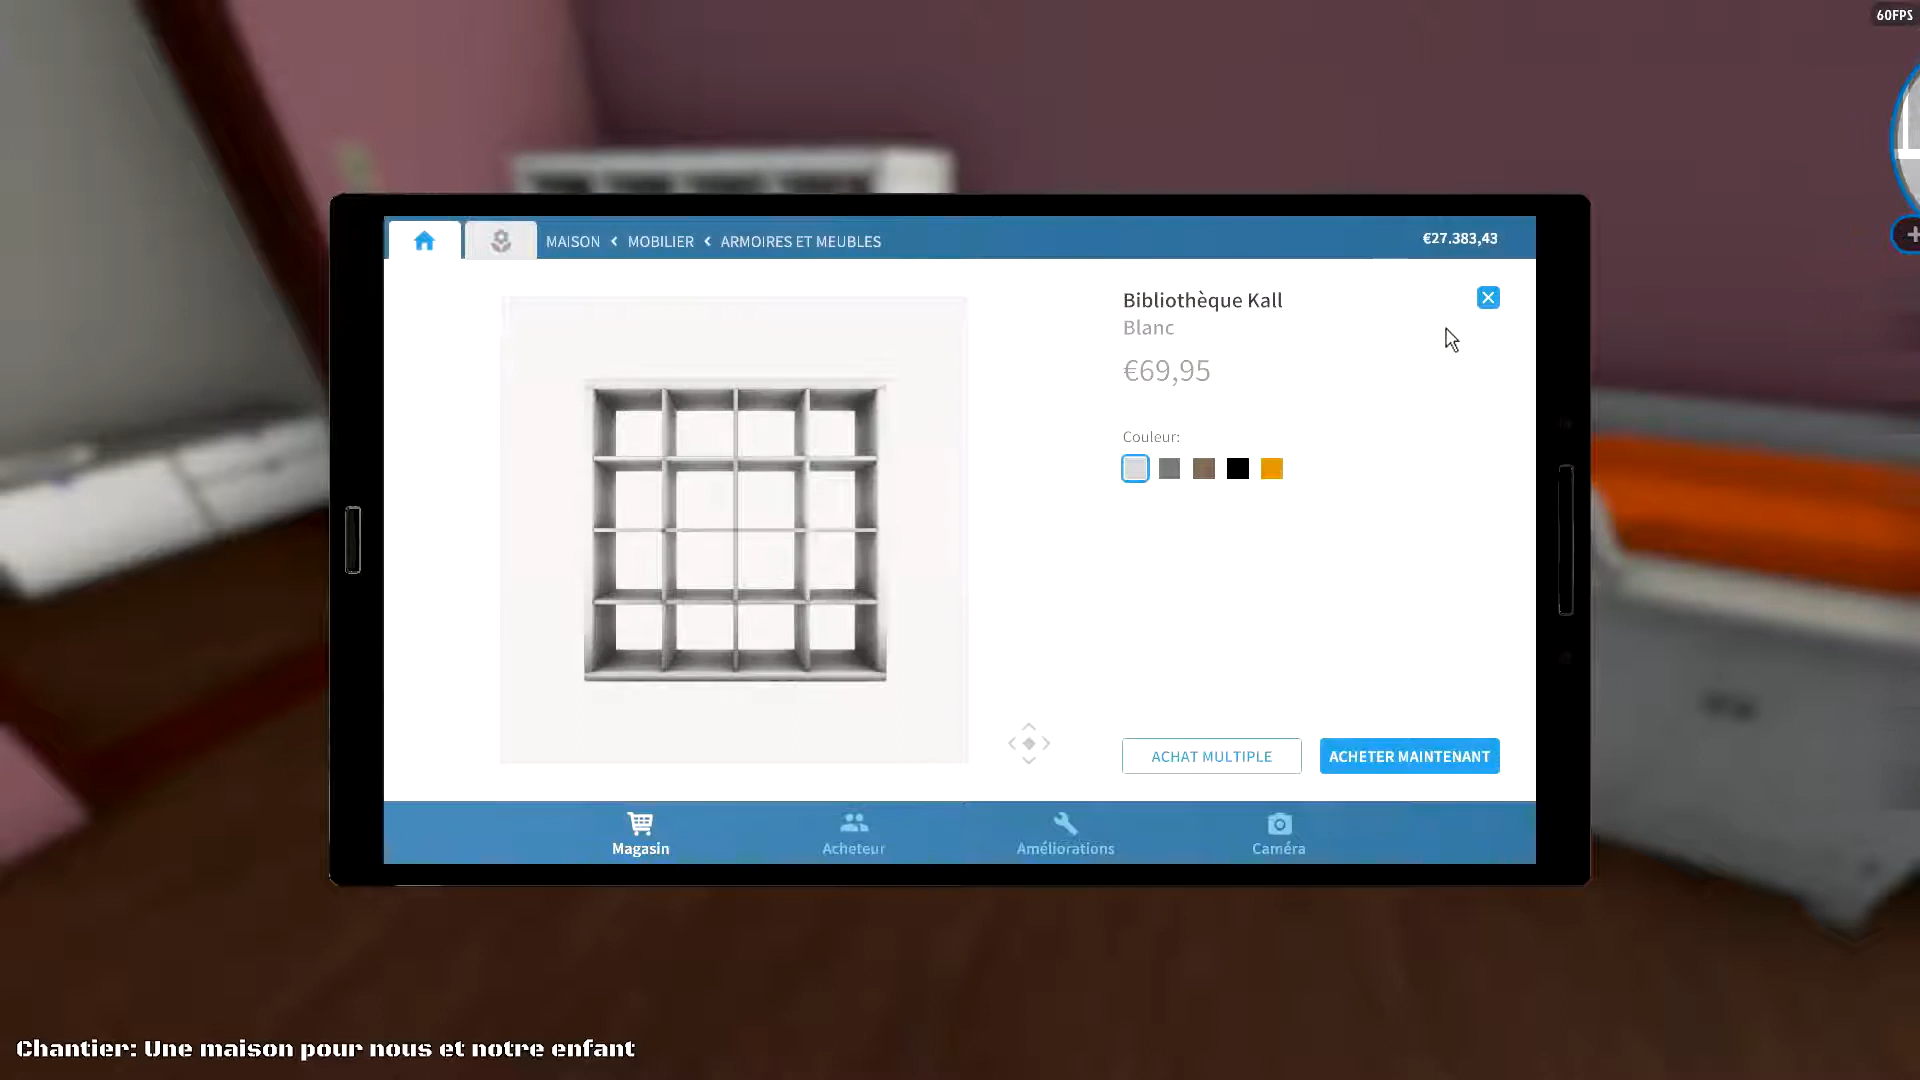 60FPS
MAISON < MOBILIER < ARMOIRES ET MEUBLES
€27.383,43
Bibliothèque Kall
Blanc
€69,95
Couleur:
ACHAT MULTIPLE
ACHETER MAINTENANT
Magasin
Acheteur
Améliorations
Caméra
Chantier: Une maison pour nous et notre enfant